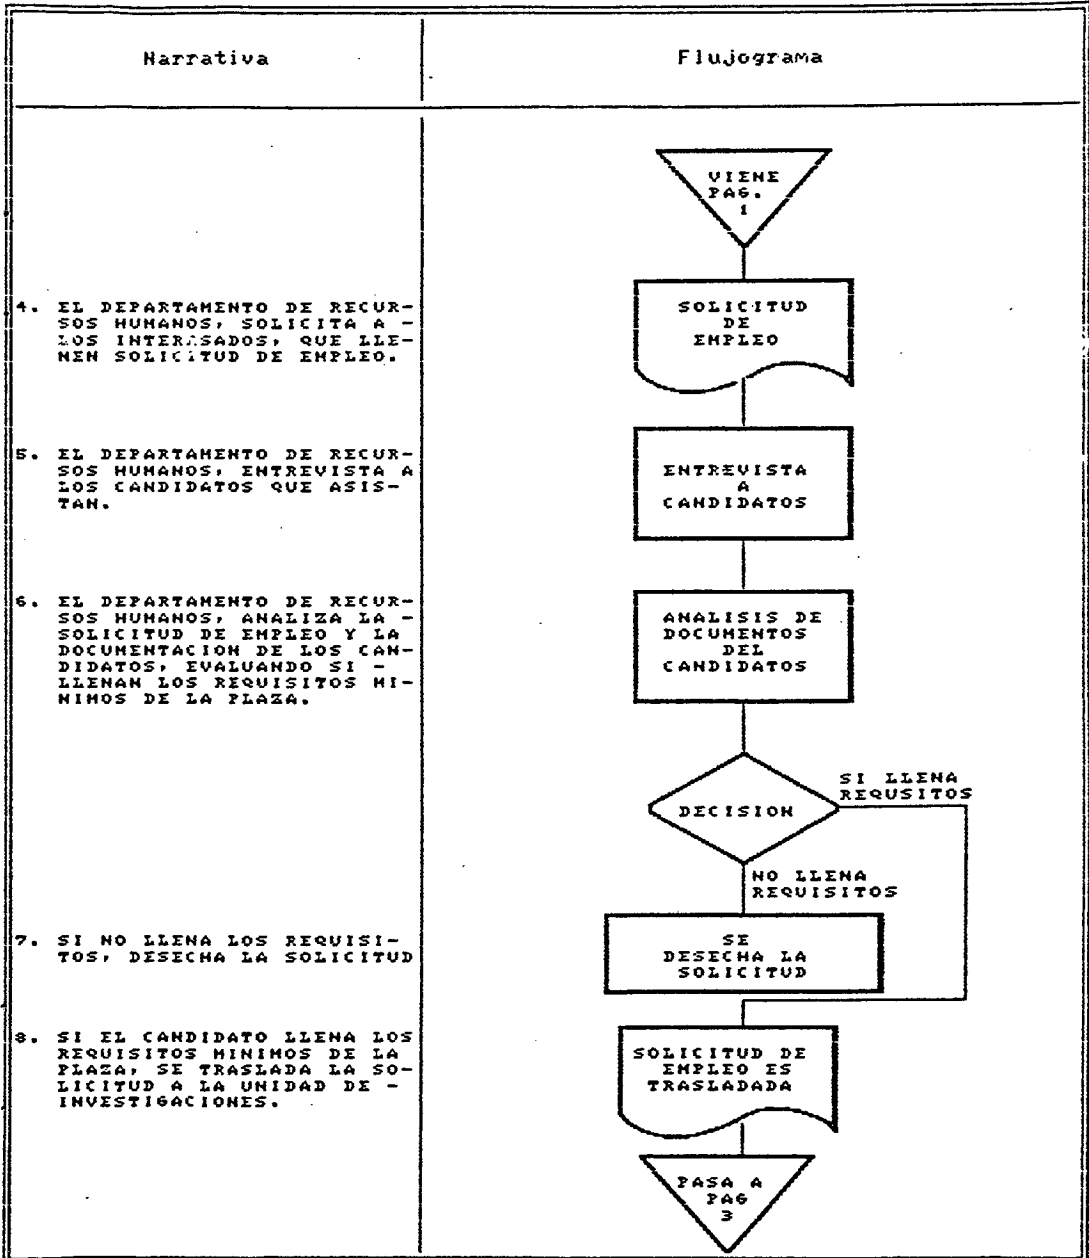 Narrativa
Flujograma
VIENE
PAG.
1
4. EL DEPARTAMENTO DE RECUR-
SOS HUMANOS, SOLICITA A -
LOS INTERESADOS, QUE LLE-
NEN SOLICITUD DE EMPLEO.
SOLICITUD
DE
EMPLEO
5. EL DEPARTAMENTO DE RECUR-
SOS HUMANOS, ENTREVISTA A
LOS CANDIDATOS QUE ASIS-
TAN.
ENTREVISTA
A
CANDIDATOS
6. EL DEPARTAMENTO DE RECUR-
SOS HUMANOS, ANALIZA LA -
SOLICITUD DE EMPLEO Y LA
DOCUMENTACION DE LOS CAN-
DIDATOS, EVALUANDO SI -
LLENAN LOS REQUISITOS MI-
NIMOS DE LA PLAZA.
ANALISIS DE
DOCUMENTOS
DEL
CANDIDATOS
DECISION
SI LLENA
REQUSITOS
NO LLENA
REQUISITOS
7. SI NO LLENA LOS REQUISI-
TOS, DESECHA LA SOLICITUD
SE
DESECHA LA
SOLICITUD
8. SI EL CANDIDATO LLENA LOS
REQUISITOS MINIMOS DE LA
PLAZA, SE TRASLADA LA SO-
LICITUD A LA UNIDAD DE -
INVESTIGACIONES.
SOLICITUD DE
EMPLEO ES
TRASLADADA
PASA A
PAG
3